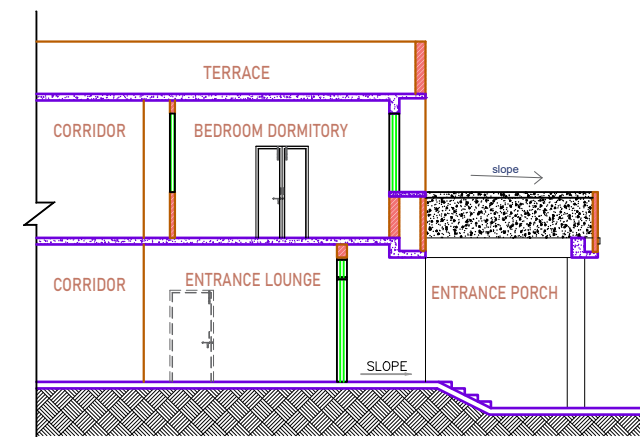 TERRACE
CORRIDOR
BEDROOM DORMITORY
slope
CORRIDOR
ENTRANCE LOUNGE
ENTRANCE PORCH
SLOPE